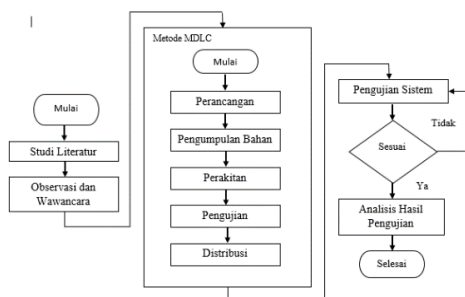 Mulai
Studi Literatur
Observasi dan
Wawancara
Metode MDLC
Mulai
Perancangan
Pengumpulan Bahan
Perakitan
Pengujian
Distribusi
Pengujian Sistem
Tidak
Sesuai
Ya
Analisis Hasil
Pengujian
Selesai